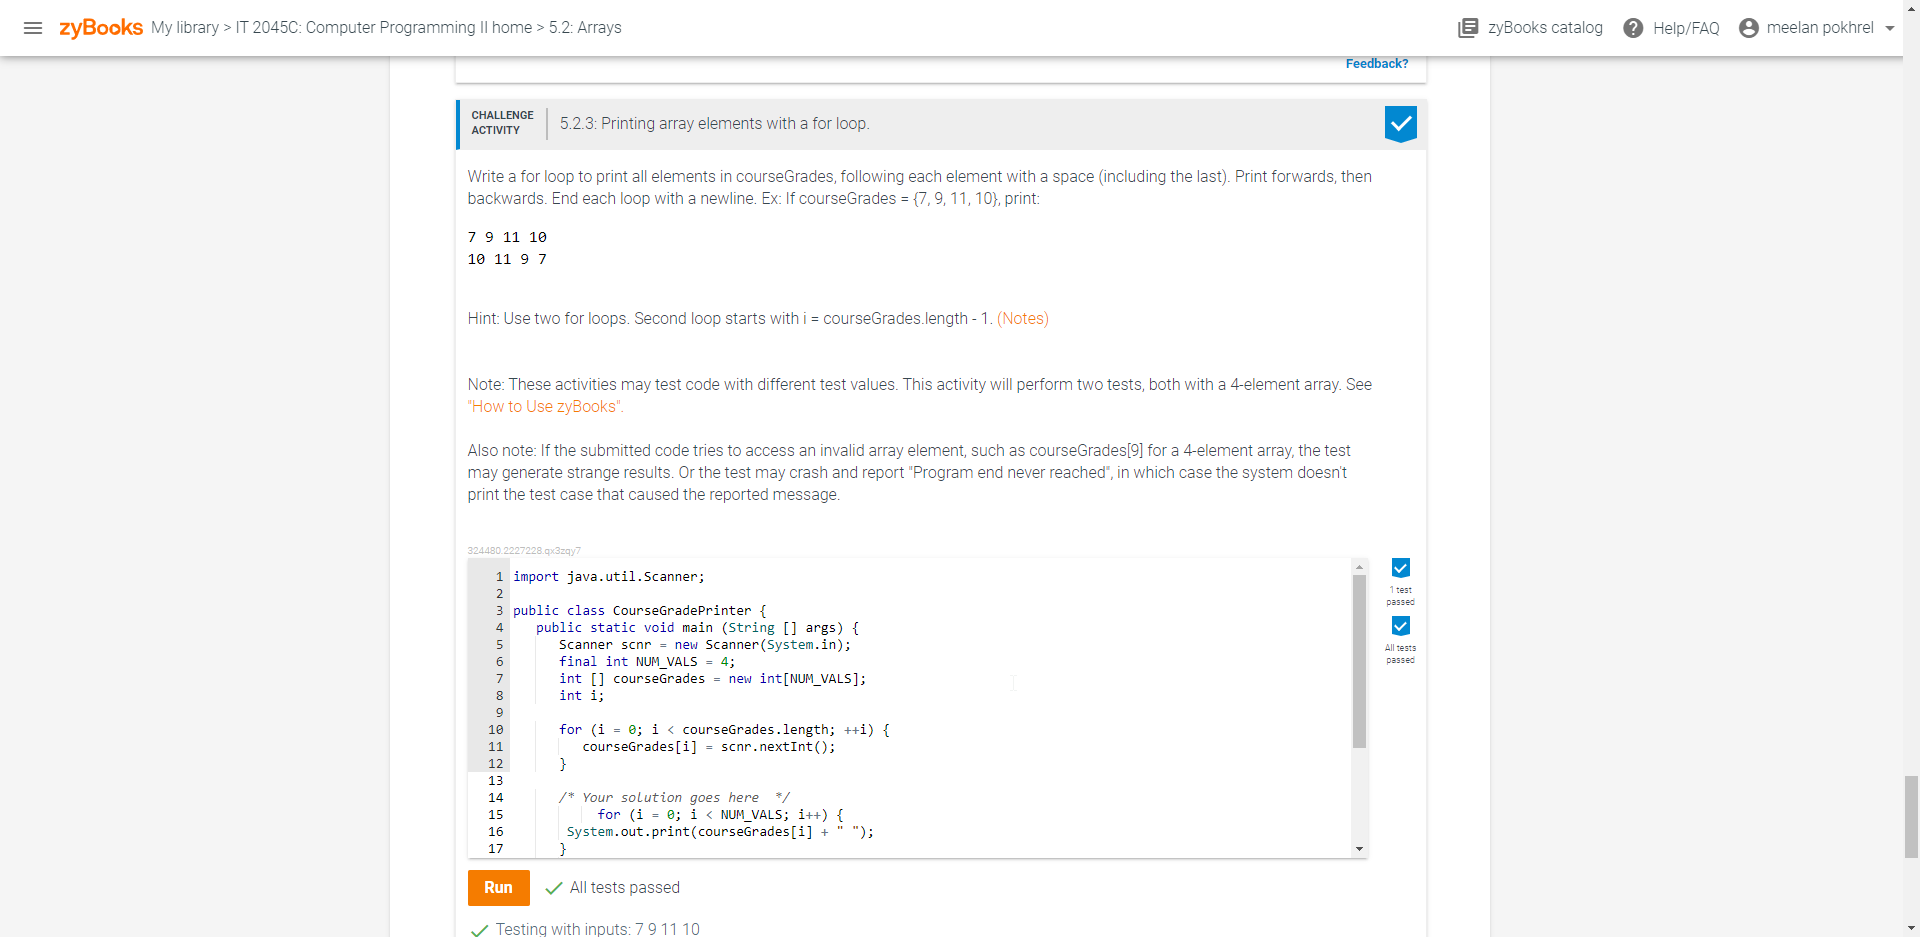 zyBooks My library > IT 2045C: Computer Programming II home > 5.2: Arrays
zyBooks catalog
Help/FAQ
meelan pokhrel
Feedback?
CHALLENGE
ACTIVITY
5.2.3: Printing array elements with a for loop.
Write a for loop to print all elements in courseGrades, following each element with a space (including the last). Print forwards, then
backwards. End each loop with a newline. Ex: If courseGrades = {7, 9, 11, 10}, print:
7 9 11 10
10 11 9 7
Hint: Use two for loops. Second loop starts with i = courseGrades.length - 1. (Notes)
Note: These activities may test code with different test values. This activity will perform two tests, both with a 4-element array. See
"How to Use zyBooks".
Also note: If the submitted code tries to access an invalid array element, such as courseGrades[9] for a 4-element array, the test
may generate strange results. Or the test may crash and report "Program end never reached", in which case the system doesn't
print the test case that caused the reported message.
324480.2227228.qx3zqy7
1 import java.util.Scanner;
2
3 public class CourseGradePrinter {
4 public static void main (String [] args) {
5 Scanner scnr = new Scanner(System.in);
6 final int NUM_VALS = 4;
7 int [] courseGrades = new int[NUM_VALS];
8 int i;
9
10 for (i = 0; i < courseGrades.length; ++i) {
11 courseGrades[i] = scnr.nextInt();
12 }
13
14 /* Your solution goes here  */
15 for (i = 0; i < NUM_VALS; i++) {
16 System.out.print(courseGrades[i] + " ");
17 }
1 test
passed
All tests
passed
Run
All tests passed
Testing with inputs: 7 9 11 10